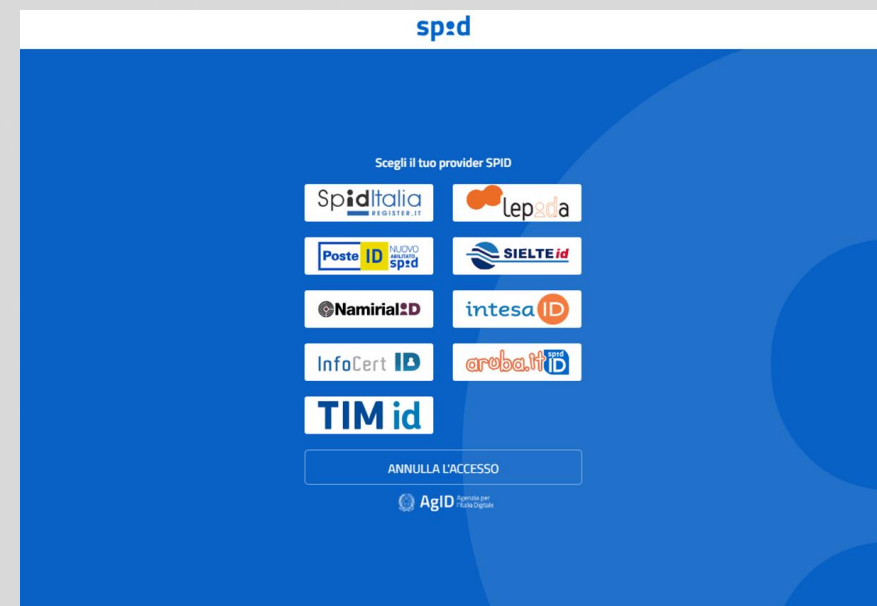 spid
Scegli il tuo provider SPID
SpidItalia
REGISTER.IT
lepida
Poste ID NUOVO
ABILITATO
spid
SIELTE id
Namirial ID
intesa ID
InfoCert ID
aruba.it spid
ID
TIM id
ANNULLA L'ACCESSO
AgID Agenzia per
l'Italia Digitale